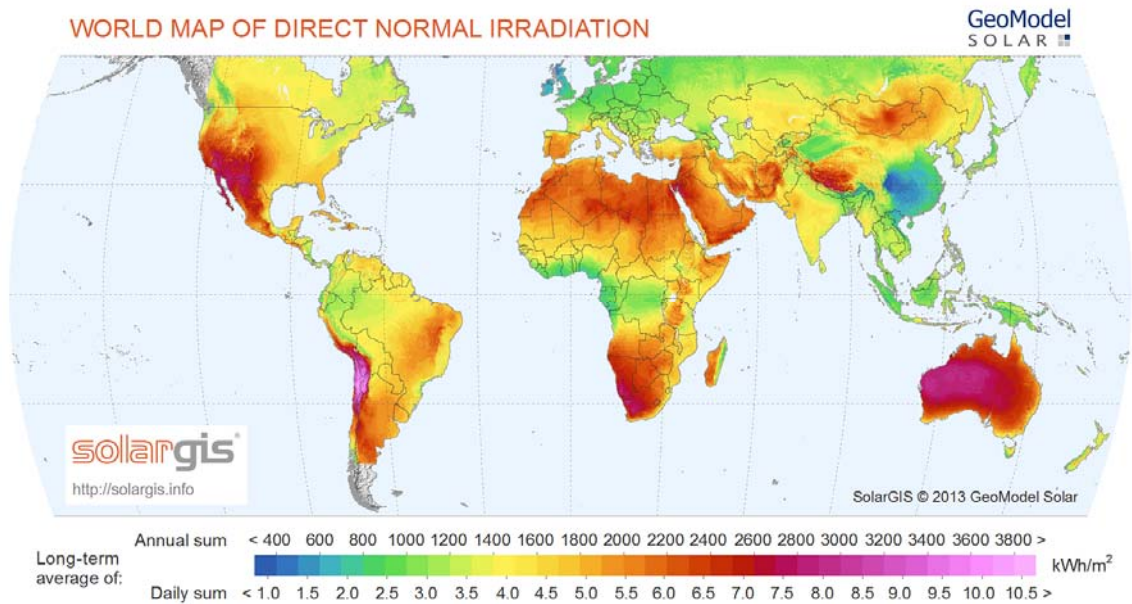 WORLD MAP OF DIRECT NORMAL IRRADIATION
GeoModel
SOLAR
solargis®
http://solargis.info
SolarGIS © 2013 GeoModel Solar
Annual sum < 400 600 800 1000 1200 1400 1600 1800 2000 2200 2400 2600 2800 3000 3200 3400 3600 3800 >
Long-term average of: kWh/m²
Daily sum < 1.0 1.5 2.0 2.5 3.0 3.5 4.0 4.5 5.0 5.5 6.0 6.5 7.0 7.5 8.0 8.5 9.0 9.5 10.0 10.5 >